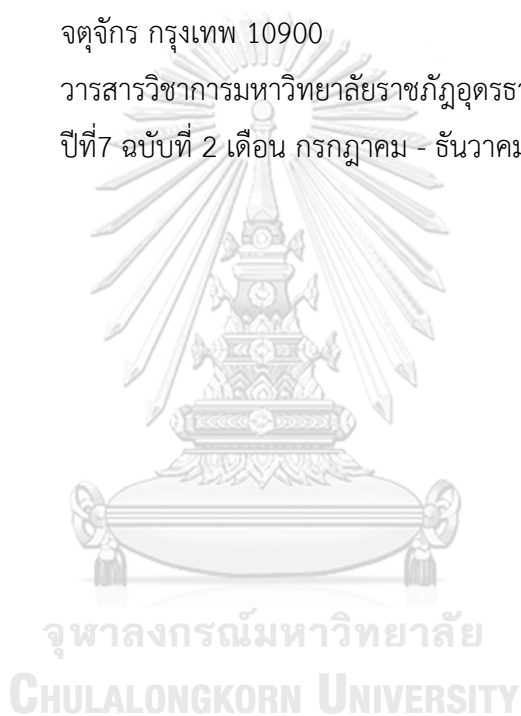 จตุจักร กรุงเทพ 10900
วารสารวิชาการมหาวิทยาลัยราชภัฏอุดรธา
ปีที่7 ฉบับที่ 2 เดือน กรกฎาคม - ธันวาคม
จุฬาลงกรณ์มหาวิทยาลัย
CHULALONGKORN UNIVERSITY